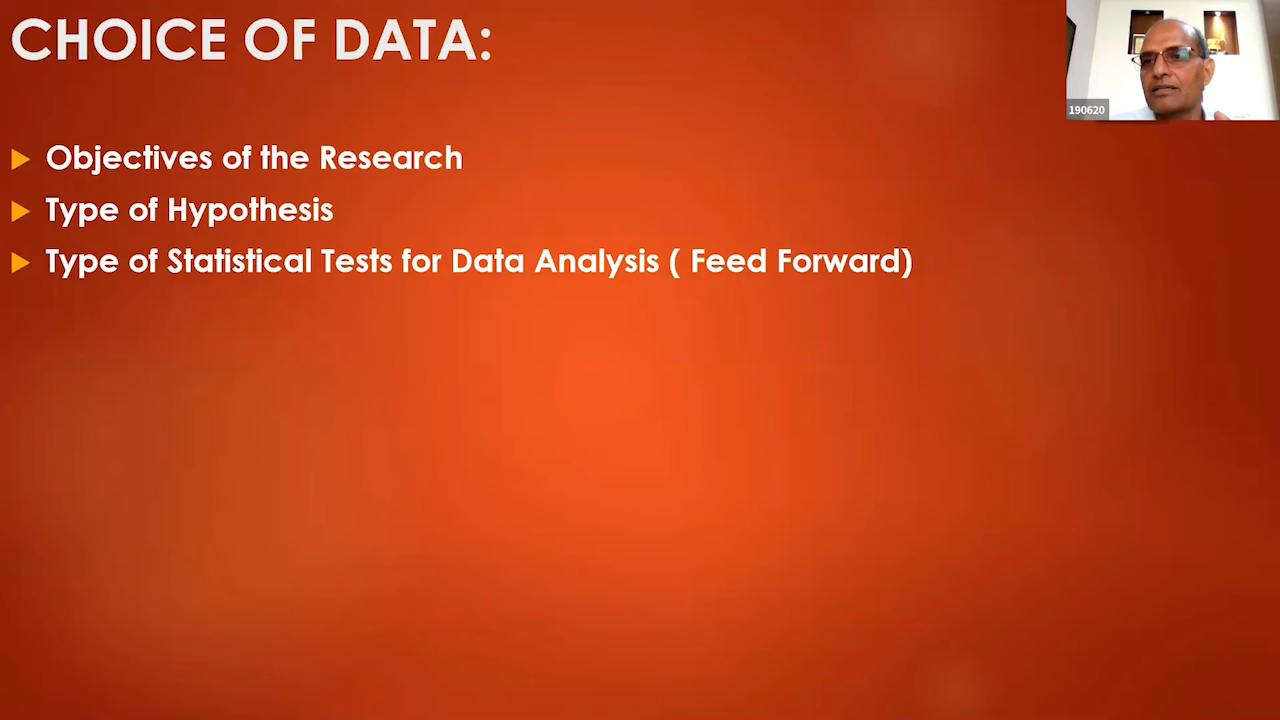 CHOICE OF DATA:
190620
Objectives of the Research
Type of Hypothesis
Type of Statistical Tests for Data Analysis ( Feed Forward)